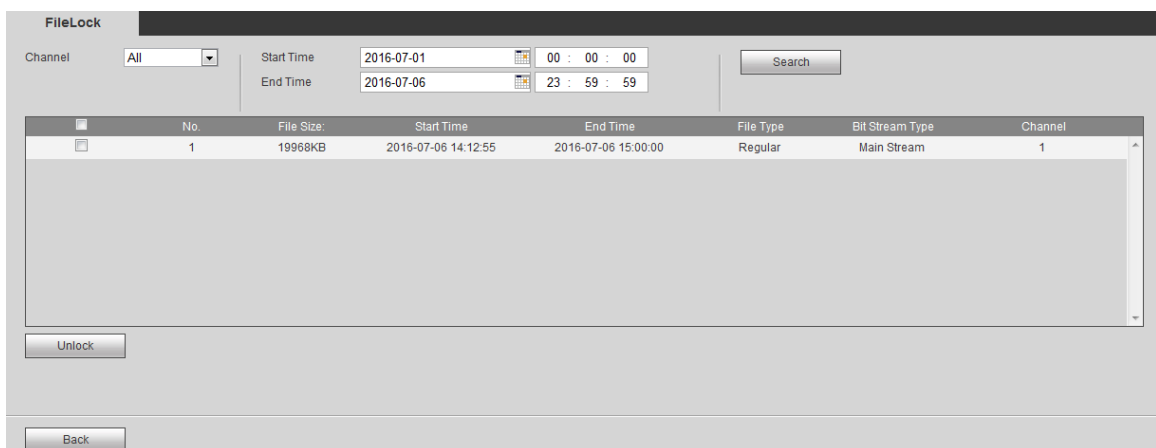 FileLock
Channel All Start Time 2016-07-01 00 : 00 : 00 Search
End Time 2016-07-06 23 : 59 : 59
No. File Size: Start Time End Time File Type Bit Stream Type Channel
1 19968KB 2016-07-06 14:12:55 2016-07-06 15:00:00 Regular Main Stream 1
Unlock
Back